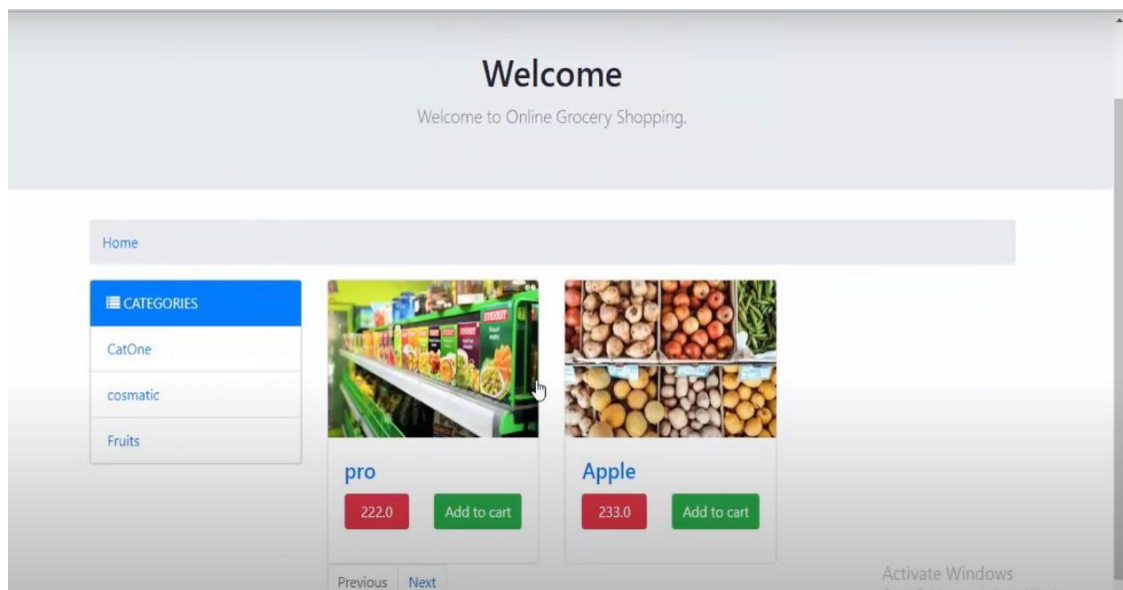 Welcome
Welcome to Online Grocery Shopping.
Home
CATEGORIES
CatOne
cosmatic
Fruits
pro
222.0 Add to cart
Apple
233.0 Add to cart
Previous Next
Activate Windows